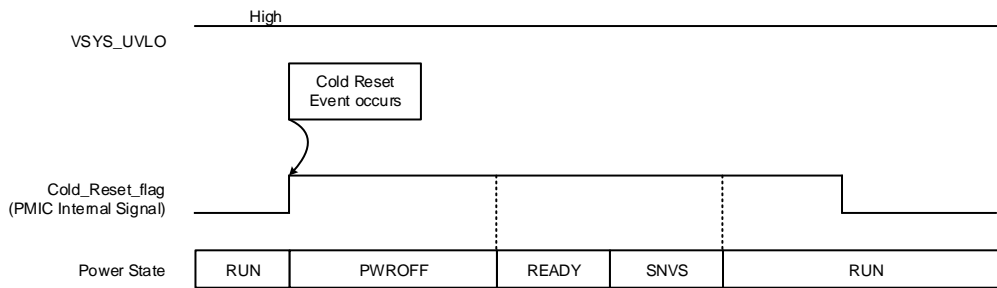 High
VSYS_UVLO
Cold Reset
Event occurs
Cold_Reset_flag
(PMIC Internal Signal)
Power State
RUN
PWROFF
READY
SNVS
RUN